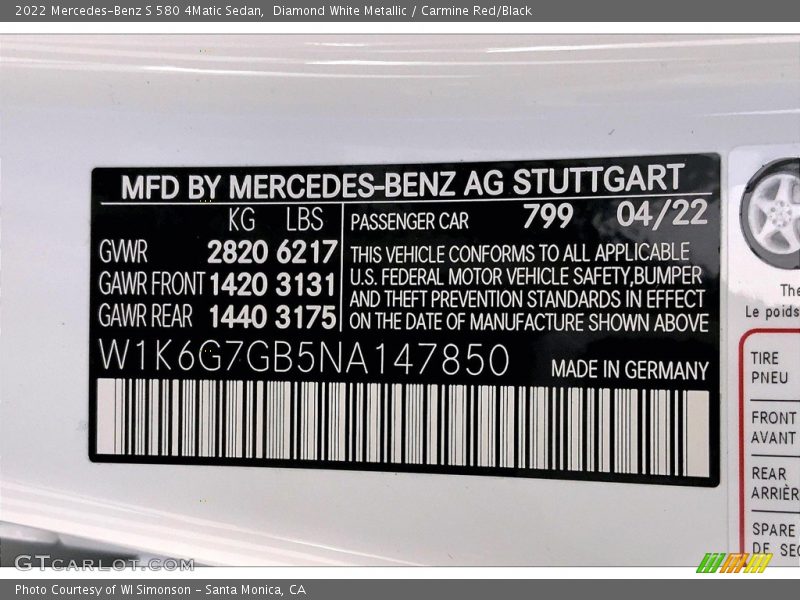 2022 Mercedes-Benz S 580 4Matic Sedan,  Diamond White Metallic / Carmine Red/Black
MFD BY MERCEDES-BENZ AG STUTTGART
KG LBS
GVWR 2820 6217
GAWR FRONT 1420 3131
GAWR REAR 1440 3175
PASSENGER CAR 799 04/22
THIS VEHICLE CONFORMS TO ALL APPLICABLE
U.S. FEDERAL MOTOR VEHICLE SAFETY,BUMPER
AND THEFT PREVENTION STANDARDS IN EFFECT
ON THE DATE OF MANUFACTURE SHOWN ABOVE
W1K6G7GB5NA147850
MADE IN GERMANY
The
Le poids
TIRE
PNEU
FRONT
AVANT
REAR
ARRIÈR
SPARE
DE SEC
GTCARLOT.COM
Photo Courtesy of WI Simonson - Santa Monica, CA